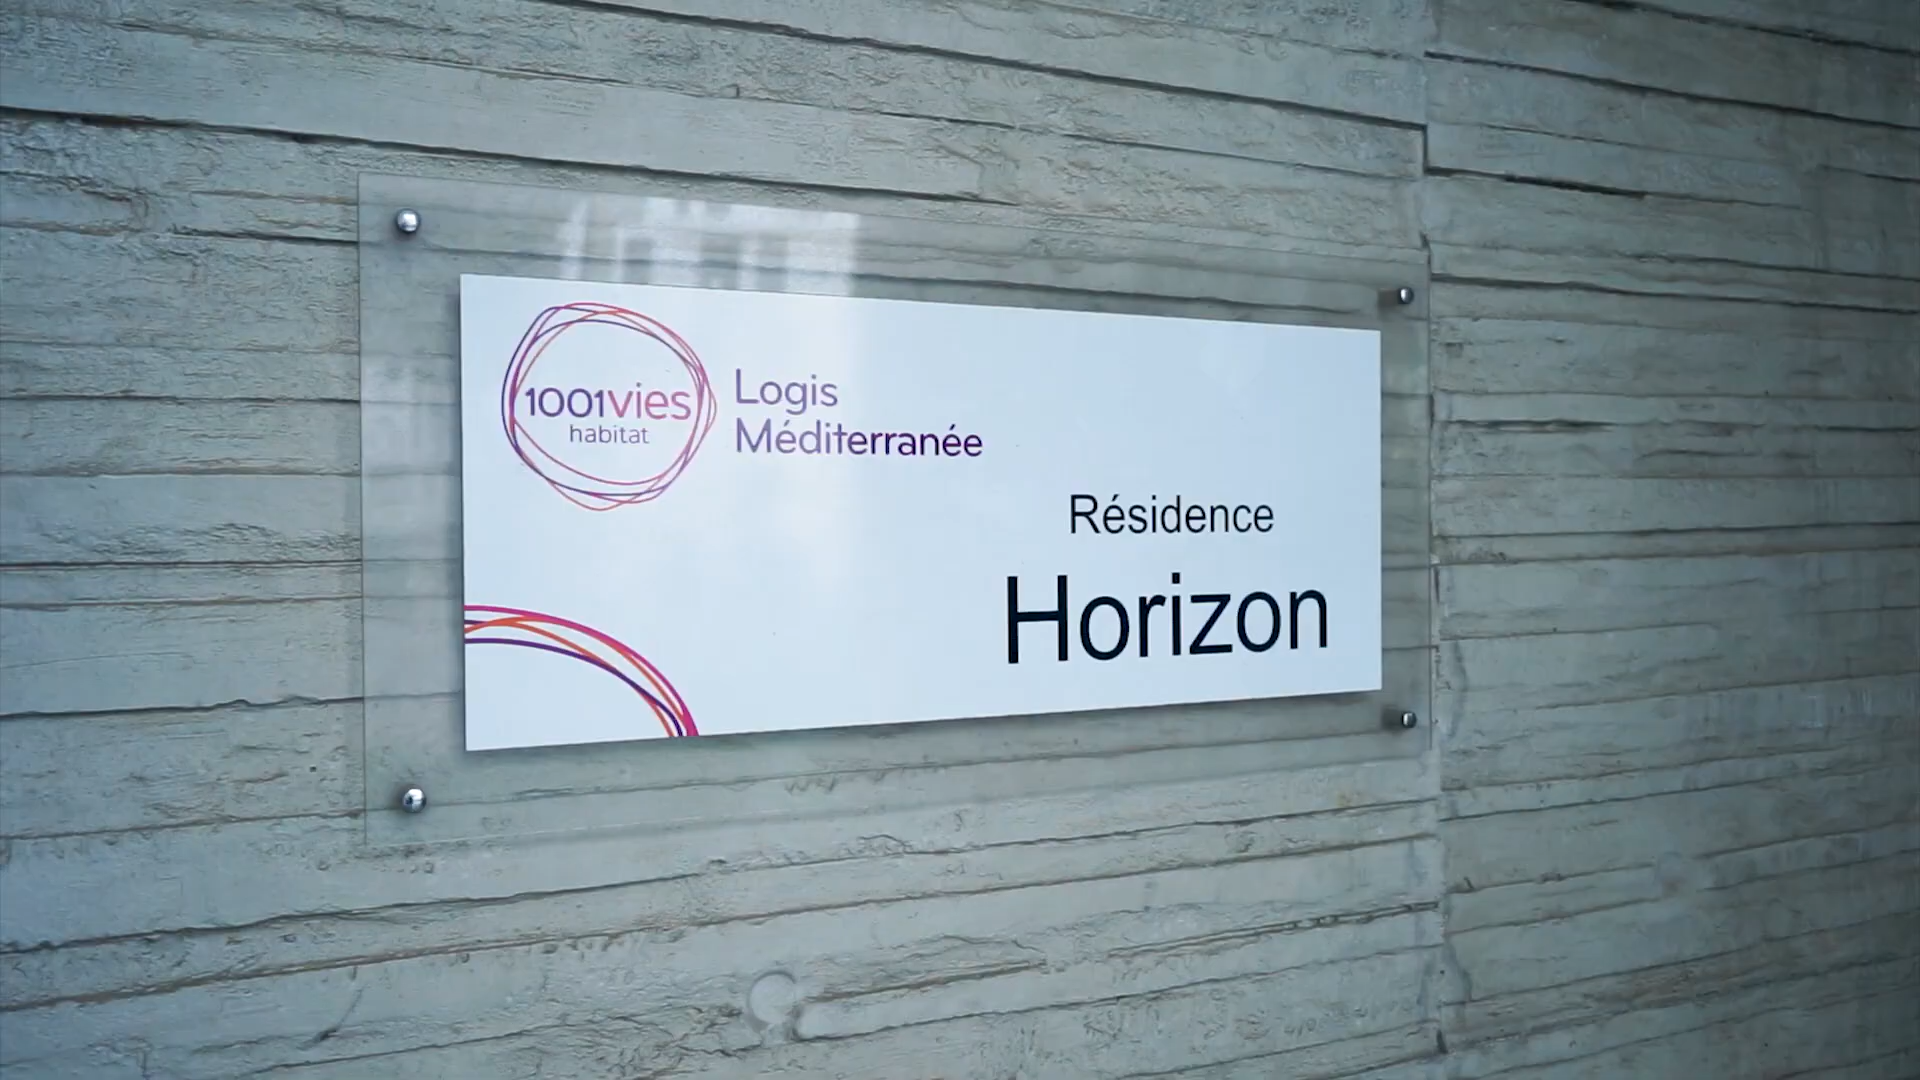 1001vies
habitat
Logis
Méditerranée
Résidence
Horizon